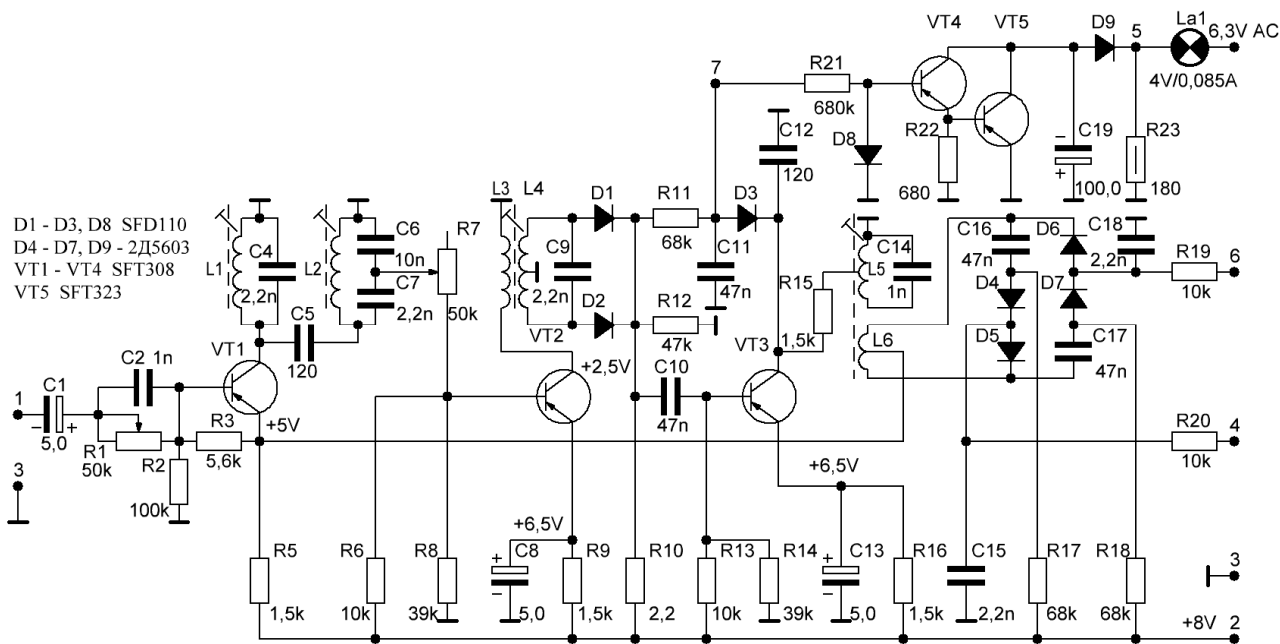 VT4
VT5
D9
5
La1
6,3V AC
4V/0,085A
7
R21
680k
C12
120
D8
R22
680
C19
−
+
100,0
R23
180
D1 - D3, D8 SFD110
D4 - D7, D9 - 2Д5603
VT1 - VT4 SFT308
VT5 SFT323
L1
C4
2,2n
L2
C6
10n
C7
2,2n
R7
50k
L3
L4
C9
2,2n
D1
D2
R11
68k
D3
C11
47n
R12
47k
R15
1,5k
C14
L5
1n
L6
C16
47n
D6
C18
2,2n
D4
D7
D5
C17
47n
R19
10k
6
C5
120
VT1
VT2
+2,5V
VT3
C10
47n
C2 1n
1
C1
−
+
5,0
R1
50k
R2
100k
R3
5,6k
+5V
3
R20
10k
4
+6,5V
+6,5V
R5
1,5k
R6
10k
R8
39k
+
C8
−
5,0
R9
1,5k
R10
2,2
R13
10k
R14
39k
+
C13
−
5,0
R16
1,5k
C15
2,2n
R17
68k
R18
68k
3
+8V
2